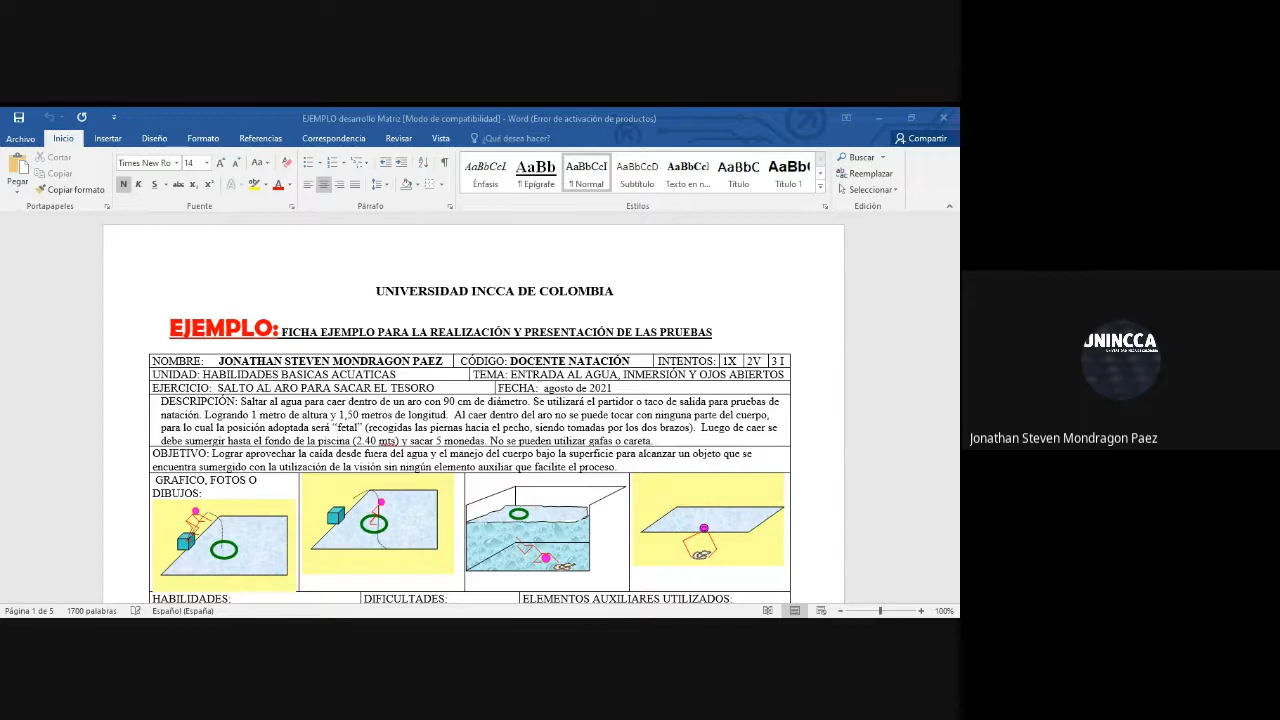 EJEMPLO desarrollo Matriz [Modo de compatibilidad] - Word (Error de activación de productos)
Archivo Inicio Insertar Diseño Formato Referencias Correspondencia Revisar Vista ¿Qué desea hacer? Compartir
Pegar
Cortar
Copiar
Copiar formato
Portapapeles
Times New Ro 14
N K S abc x₂ x²
Fuente
Párrafo
AaBbCcL AaBb AaBbCcI AaBbCcD AaBbCcl AaBbC AaBb(
Énfasis ¶ Epígrafe ¶ Normal Subtítulo Texto en n... Título Título 1
Estilos
Buscar
Reemplazar
Seleccionar
Edición
UNIVERSIDAD INCCA DE COLOMBIA
EJEMPLO: FICHA EJEMPLO PARA LA REALIZACIÓN Y PRESENTACIÓN DE LAS PRUEBAS
NOMBRE: JONATHAN STEVEN MONDRAGON PAEZ CÓDIGO: DOCENTE NATACIÓN INTENTOS: 1X 2V 3 I
UNIDAD: HABILIDADES BASICAS ACUATICAS TEMA: ENTRADA AL AGUA, INMERSIÓN Y OJOS ABIERTOS
EJERCICIO: SALTO AL ARO PARA SACAR EL TESORO FECHA: agosto de 2021
DESCRIPCIÓN: Saltar al agua para caer dentro de un aro con 90 cm de diámetro. Se utilizará el partidor o taco de salida para pruebas de
natación. Logrando 1 metro de altura y 1,50 metros de longitud. Al caer dentro del aro no se puede tocar con ninguna parte del cuerpo,
para lo cual la posición adoptada será “fetal” (recogidas las piernas hacia el pecho, siendo tomadas por los dos brazos). Luego de caer se
debe sumergir hasta el fondo de la piscina (2.40 mts) y sacar 5 monedas. No se pueden utilizar gafas o careta.
OBJETIVO: Lograr aprovechar la caída desde fuera del agua y el manejo del cuerpo bajo la superficie para alcanzar un objeto que se
encuentra sumergido con la utilización de la visión sin ningún elemento auxiliar que facilite el proceso.
GRAFICO, FOTOS O
DIBUJOS:
HABILIDADES: DIFICULTADES: ELEMENTOS AUXILIARES UTILIZADOS:
Página 1 de 5 1700 palabras Español (España) 100%
UNINCCA
UNIVERSIDAD INCCA DE COLOMBIA
Jonathan Steven Mondragon Paez